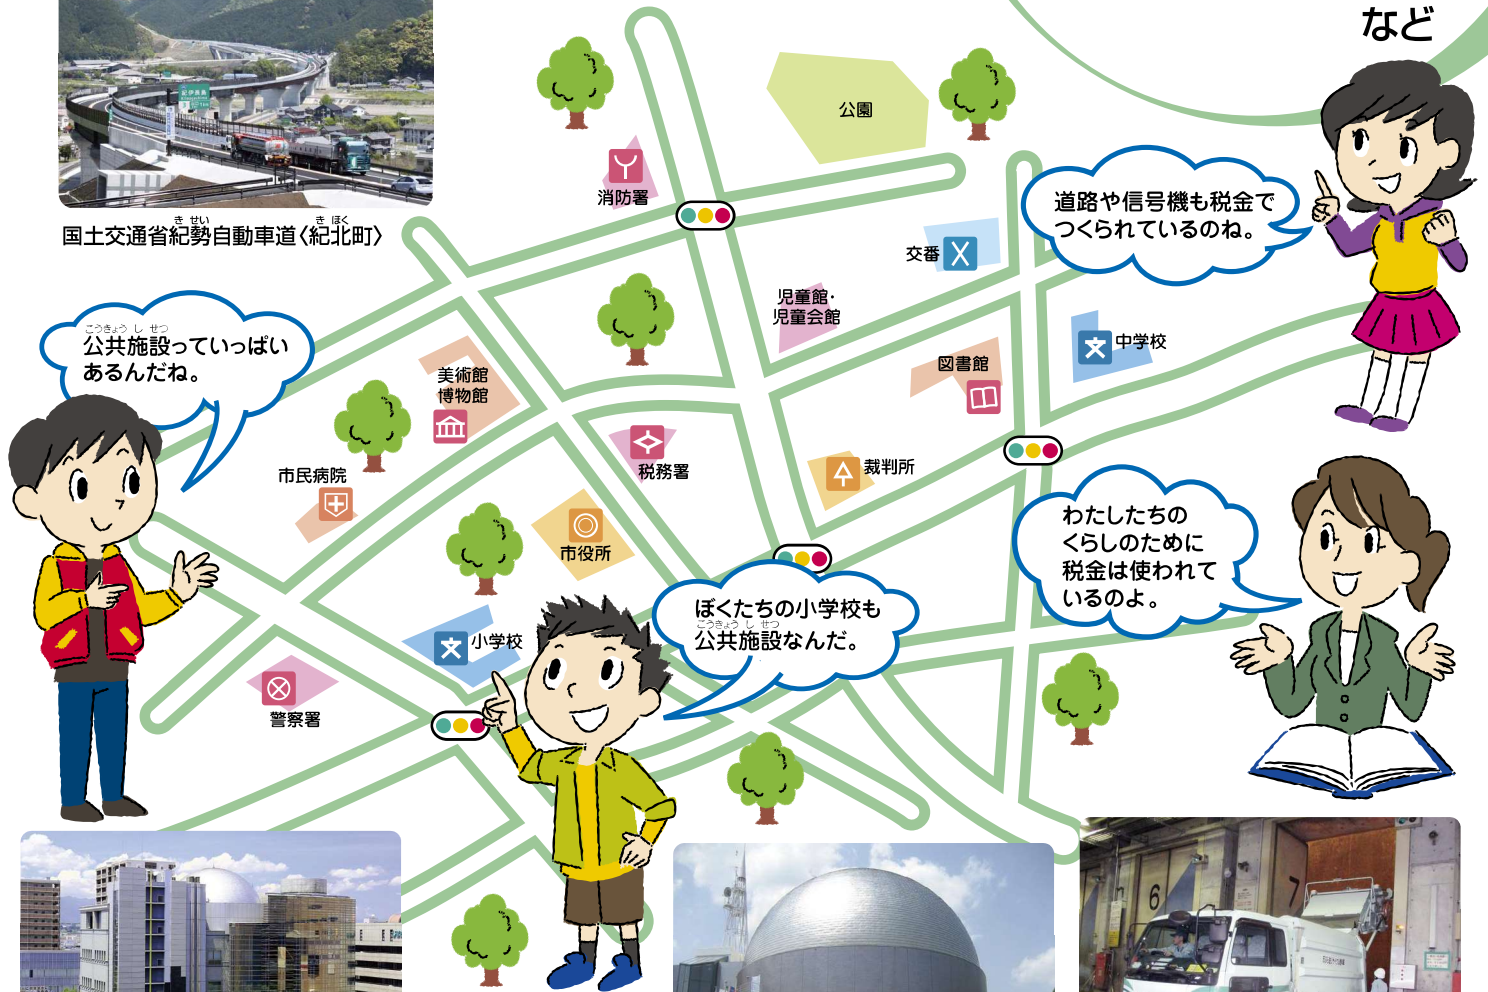 など
紀伊長島
国土交通省紀勢自動車道〈紀北町〉
き せい
き ほく
公園
消防署
道路や信号機も税金で
つくられているのね。
交番
児童館・
児童会館
こうきょう し せつ
公共施設っていっぱい
あるんだね。
中学校
図書館
美術館
博物館
税務署
裁判所
市民病院
市役所
わたしたちの
くらしのために
税金は使われて
いるのよ。
ぼくたちの小学校も
こうきょう し せつ
公共施設なんだ。
小学校
警察署
6
7